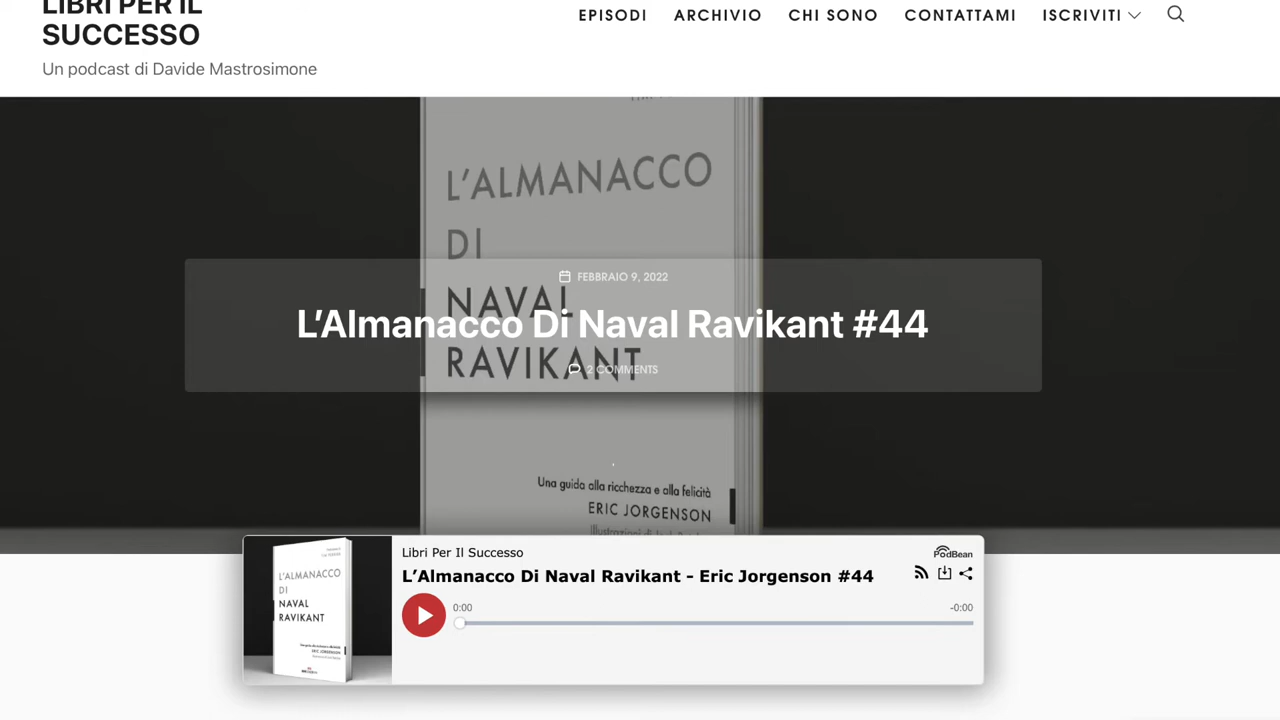 LIBRI PER IL
SUCCESSO
Un podcast di Davide Mastrosimone
EPISODI ARCHIVIO CHI SONO CONTATTAMI ISCRIVITI
L'ALMANACCO
DI
NAVAL
RAVIKANT
FEBBRAIO 9, 2022
L'Almanacco Di Naval Ravikant #44
2 COMMENTS
Una guida alla ricchezza e alla felicità
ERIC JORGENSON
L'ALMANACCO
DI
NAVAL
RAVIKANT
ERIC JORGENSON
Libri Per Il Successo
PodBean
L'Almanacco Di Naval Ravikant - Eric Jorgenson #44
0:00
-0:00